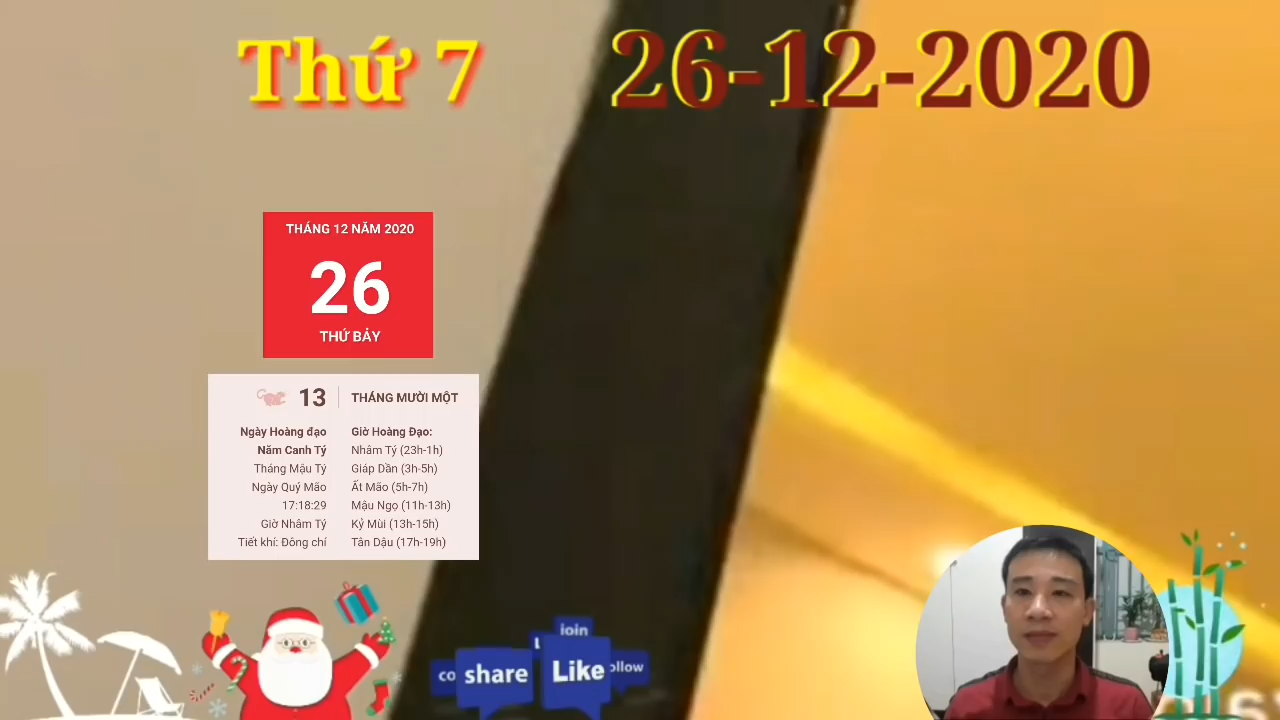 Thứ 7 26-12-2020
THÁNG 12 NĂM 2020
26
THỨ BẢY
13 THÁNG MƯỜI MỘT
Ngày Hoàng đạo Giờ Hoàng Đạo:
Năm Canh Tý Nhâm Tý (23h-1h)
Tháng Mậu Tý Giáp Dần (3h-5h)
Ngày Quý Mão Ất Mão (5h-7h)
17:18:29 Mậu Ngọ (11h-13h)
Giờ Nhâm Tý Kỷ Mùi (13h-15h)
Tiết khí: Đông chí Tân Dậu (17h-19h)
join
co share Like ollow